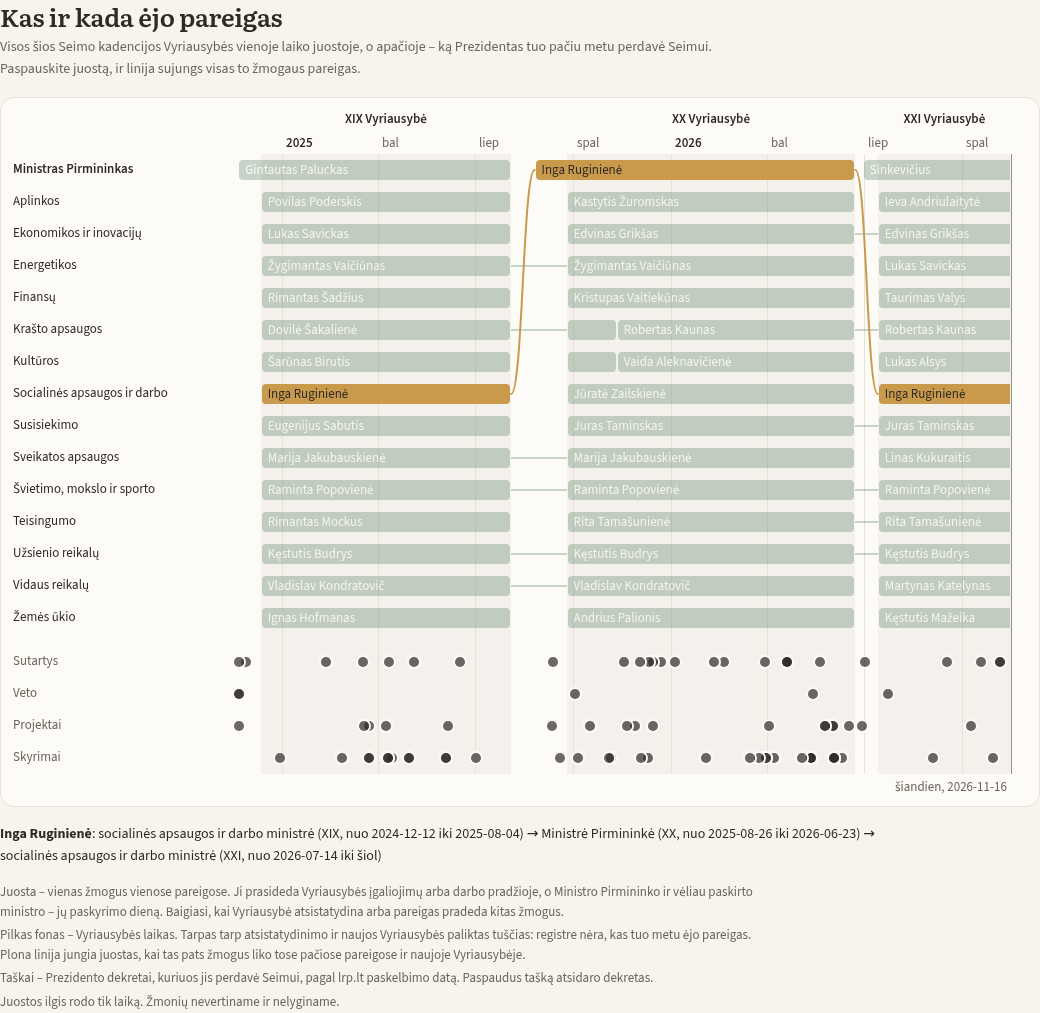 Kas ir kada ėjo pareigas
Visos šios Seimo kadencijos Vyriausybės vienoje laiko juostoje, o apačioje – ką Prezidentas tuo pačiu metu perdavė Seimui.
Paspauskite juostą, ir linija sujungs visas to žmogaus pareigas.
XIX Vyriausybė XX Vyriausybė XXI Vyriausybė
2025 bal liep spal 2026 bal liep spal
Ministras Pirmininkas Gintautas Paluckas Inga Ruginienė Sinkevičius
Aplinkos Povilas Poderskis Kastytis Žuromskas Ieva Andriulaitytė
Ekonomikos ir inovacijų Lukas Savickas Edvinas Grikšas Edvinas Grikšas
Energetikos Žygimantas Vaičiūnas Žygimantas Vaičiūnas Lukas Savickas
Finansų Rimantas Šadžius Kristupas Vaitiekūnas Taurimas Valys
Krašto apsaugos Dovilė Šakalienė Robertas Kaunas Robertas Kaunas
Kultūros Šarūnas Birutis Vaida Aleknavičienė Lukas Alsys
Socialinės apsaugos ir darbo Inga Ruginienė Jūratė Zailskienė Inga Ruginienė
Susisiekimo Eugenijus Sabutis Juras Taminskas Juras Taminskas
Sveikatos apsaugos Marija Jakubauskienė Marija Jakubauskienė Linas Kukuraitis
Švietimo, mokslo ir sporto Raminta Popovienė Raminta Popovienė Raminta Popovienė
Teisingumo Rimantas Mockus Rita Tamašunienė Rita Tamašunienė
Užsienio reikalų Kęstutis Budrys Kęstutis Budrys Kęstutis Budrys
Vidaus reikalų Vladislav Kondratovič Vladislav Kondratovič Martynas Katelynas
Žemės ūkio Ignas Hofmanas Andrius Palionis Kęstutis Mažeika
Sutartys
Veto
Projektai
Skyrimai
šiandien, 2026-11-16
Inga Ruginienė: socialinės apsaugos ir darbo ministrė (XIX, nuo 2024-12-12 iki 2025-08-04) → Ministrė Pirmininkė (XX, nuo 2025-08-26 iki 2026-06-23) →
socialinės apsaugos ir darbo ministrė (XXI, nuo 2026-07-14 iki šiol)
Juosta – vienas žmogus vienose pareigose. Ji prasideda Vyriausybės įgaliojimų arba darbo pradžioje, o Ministro Pirmininko ir vėliau paskirto
ministro – jų paskyrimo dieną. Baigiasi, kai Vyriausybė atsistatydina arba pareigas pradeda kitas žmogus.
Pilkas fonas – Vyriausybės laikas. Tarpas tarp atsistatydinimo ir naujos Vyriausybės paliktas tuščias: registre nėra, kas tuo metu ėjo pareigas.
Plona linija jungia juostas, kai tas pats žmogus liko tose pačiose pareigose ir naujoje Vyriausybėje.
Taškai – Prezidento dekretai, kuriuos jis perdavė Seimui, pagal lrp.lt paskelbimo datą. Paspaudus tašką atsidaro dekretas.
Juostos ilgis rodo tik laiką. Žmonių nevertiname ir nelyginame.